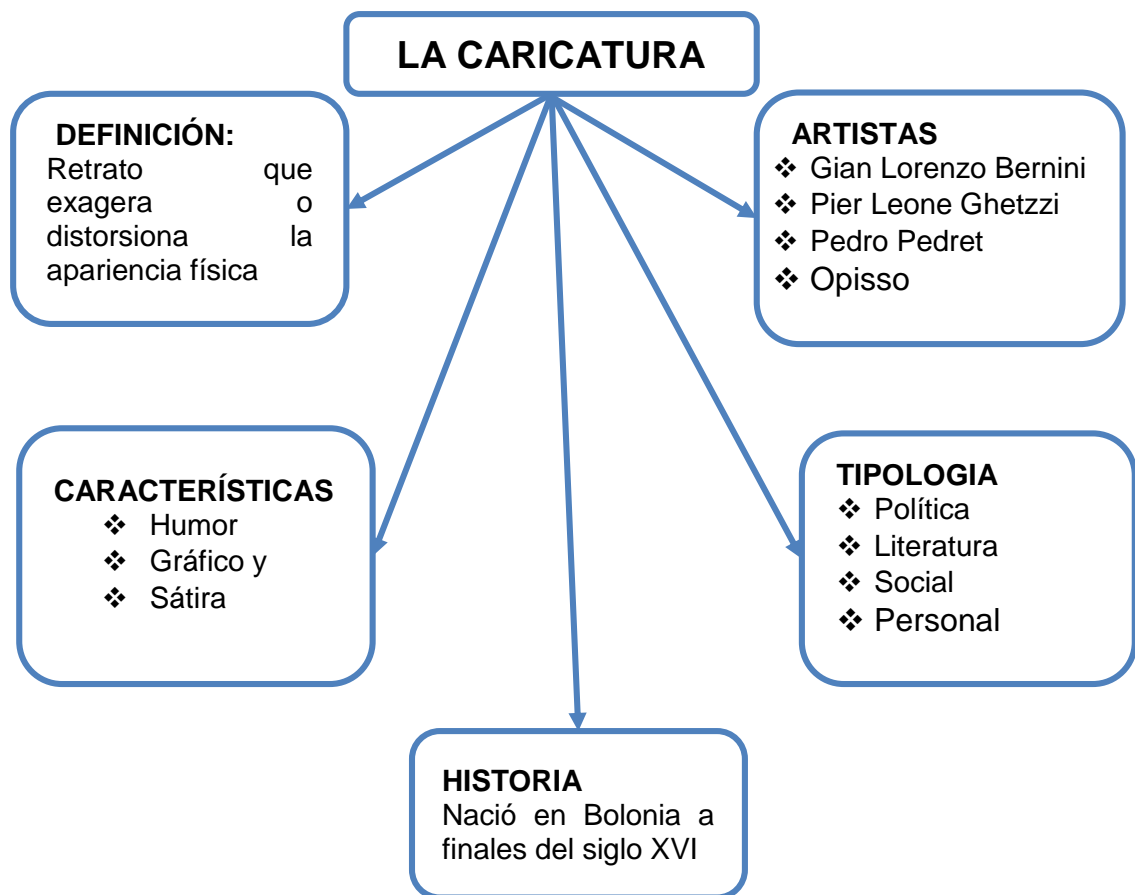 LA CARICATURA
DEFINICIÓN:
Retrato que
exagera o
distorsiona la
apariencia física
ARTISTAS
❖ Gian Lorenzo Bernini
❖ Pier Leone Ghetzzi
❖ Pedro Pedret
❖ Opisso
CARACTERÍSTICAS
❖ Humor
❖ Gráfico y
❖ Sátira
TIPOLOGIA
❖ Política
❖ Literatura
❖ Social
❖ Personal
HISTORIA
Nació en Bolonia a
finales del siglo XVI